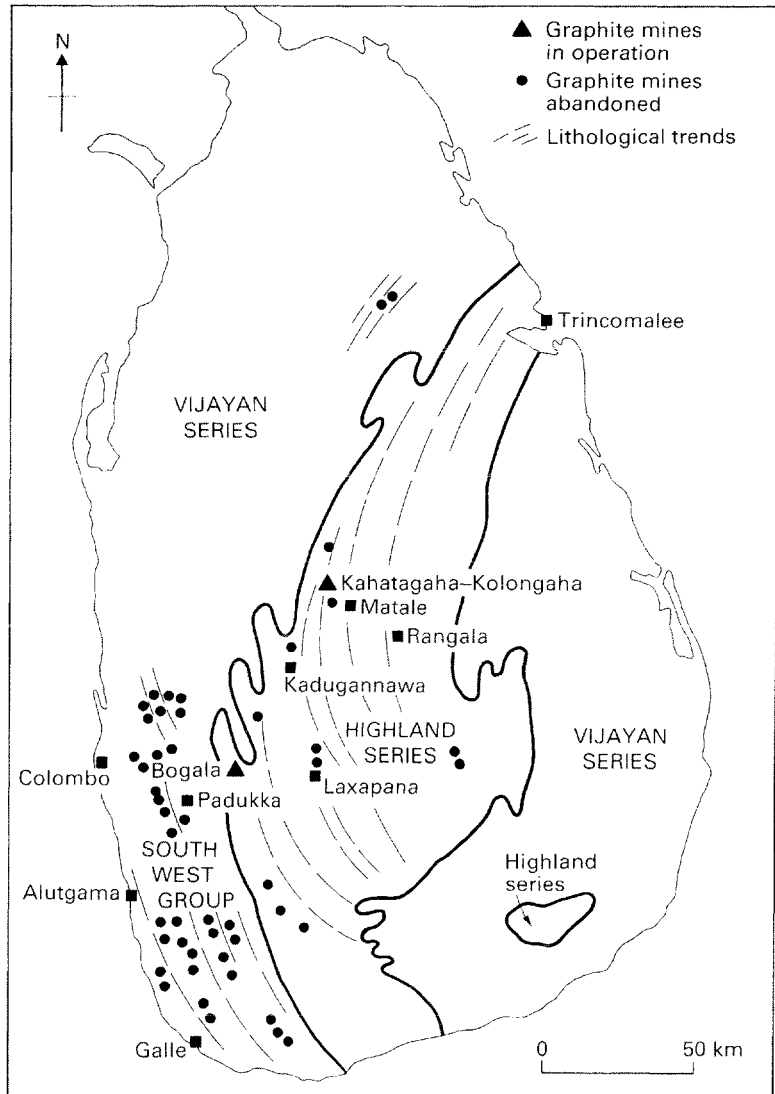 N
Graphite mines
in operation
Graphite mines
abandoned
Lithological trends
Trincomalee
VIJAYAN
SERIES
Kahatagaha–Kolongaha
Matale
Rangala
Kadugannawa
HIGHLAND
SERIES
VIJAYAN
SERIES
Colombo
Bogala
Laxapana
Padukka
SOUTH
WEST
GROUP
Highland
series
Alutgama
Galle
0 50 km